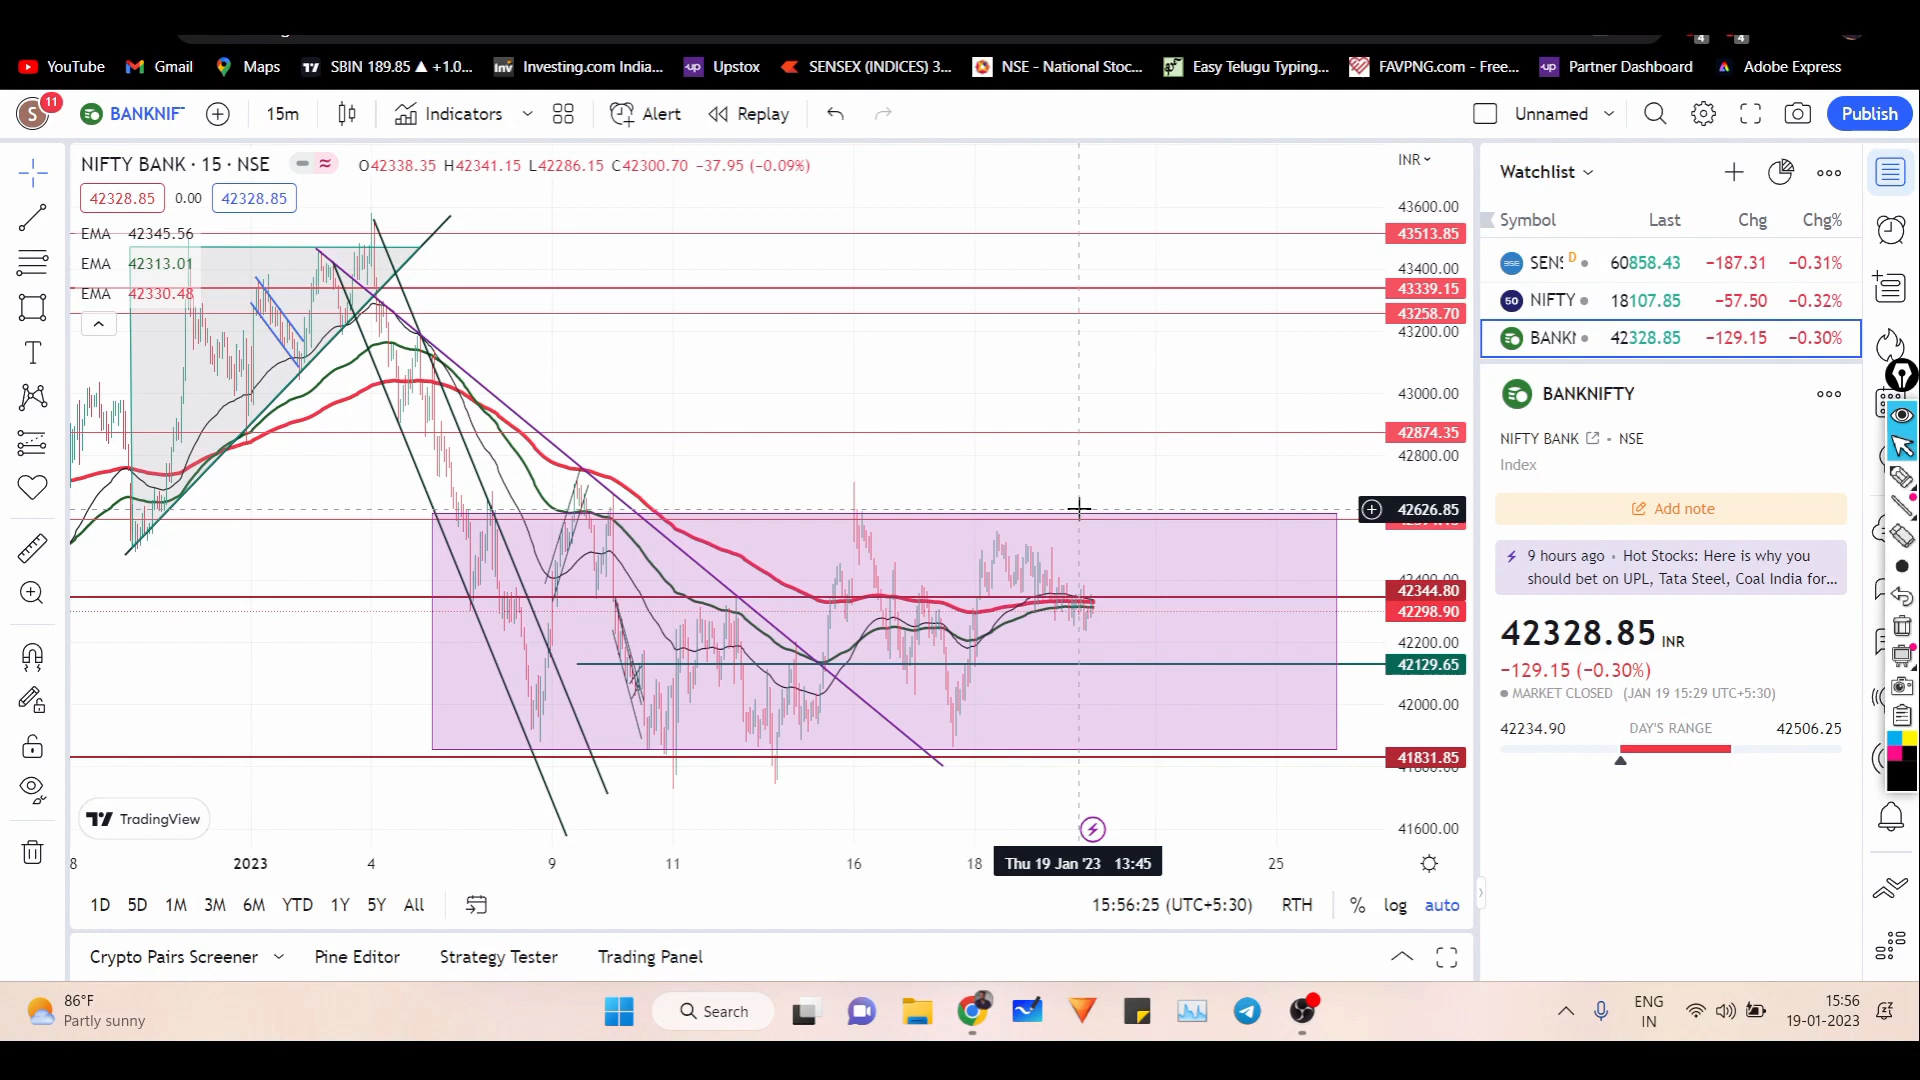 YouTube
Gmail
Maps
SBIN 189.85 ▲ +1.0...
Investing.com India...
Upstox
SENSEX (INDICES) 3...
NSE - National Stoc...
Easy Telugu Typing...
FAVPNG.com - Free...
Partner Dashboard
Adobe Express
S 11
BANKNIF
15m
Indicators
Alert
Replay
Unnamed
Publish
NIFTY BANK · 15 · NSE
O42338.35 H42341.15 L42286.15 C42300.70 −37.95 (−0.09%)
INR
42328.85 0.00 42328.85
EMA 42345.56
EMA 42313.01
EMA 42330.48
43600.00
43513.85
43400.00
43339.15
43258.70
43200.00
43000.00
42874.35
42800.00
42626.85
42400.00
42344.80
42298.90
42200.00
42129.65
42000.00
41831.85
41600.00
TradingView
8 2023 4 9 11 16 18 Thu 19 Jan '23 13:45 25
1D 5D 1M 3M 6M YTD 1Y 5Y All
15:56:25 (UTC+5:30) RTH % log auto
Crypto Pairs Screener
Pine Editor
Strategy Tester
Trading Panel
Watchlist
Symbol Last Chg Chg%
SENS D 60858.43 −187.31 −0.31%
NIFTY 18107.85 −57.50 −0.32%
BANKN 42328.85 −129.15 −0.30%
BANKNIFTY
NIFTY BANK · NSE
Index
Add note
9 hours ago · Hot Stocks: Here is why you
should bet on UPL, Tata Steel, Coal India for...
42328.85 INR
−129.15 (−0.30%)
MARKET CLOSED (JAN 19 15:29 UTC+5:30)
42234.90 DAY'S RANGE 42506.25
86°F
Partly sunny
Search
ENG
IN
15:56
19-01-2023